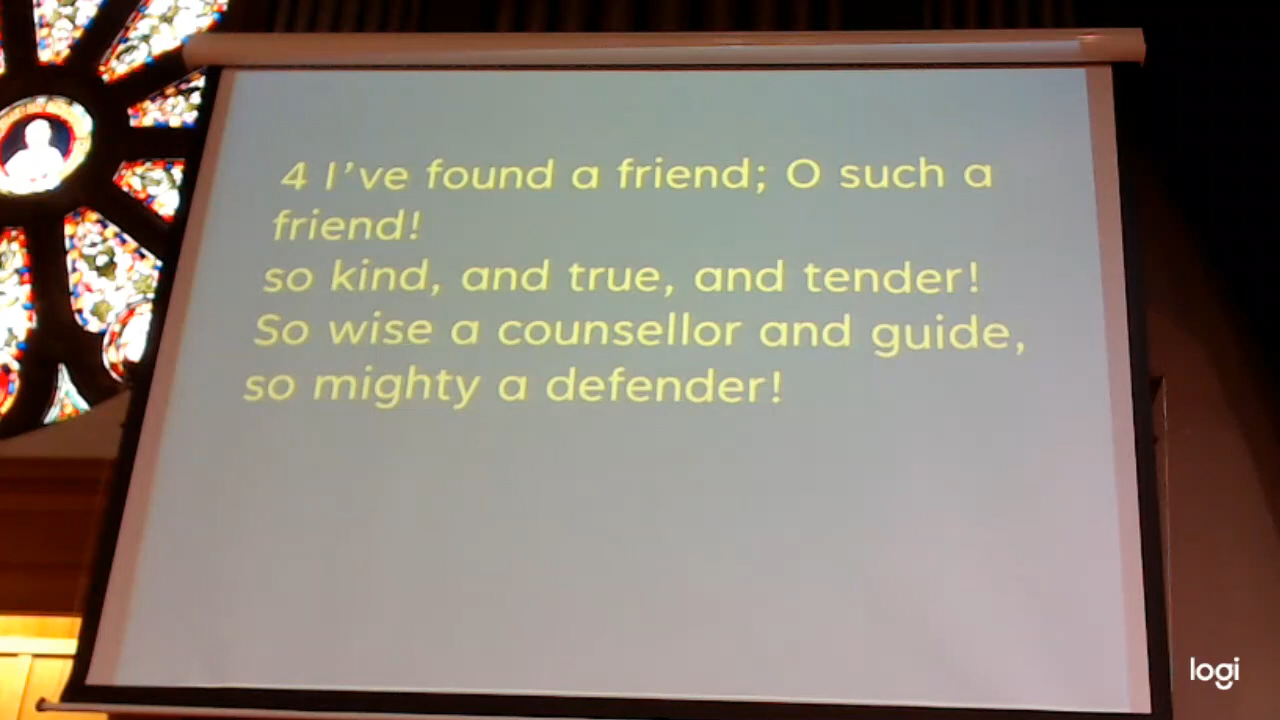 4 I've found a friend; O such a
friend!
so kind, and true, and tender!
So wise a counsellor and guide,
so mighty a defender!
logi